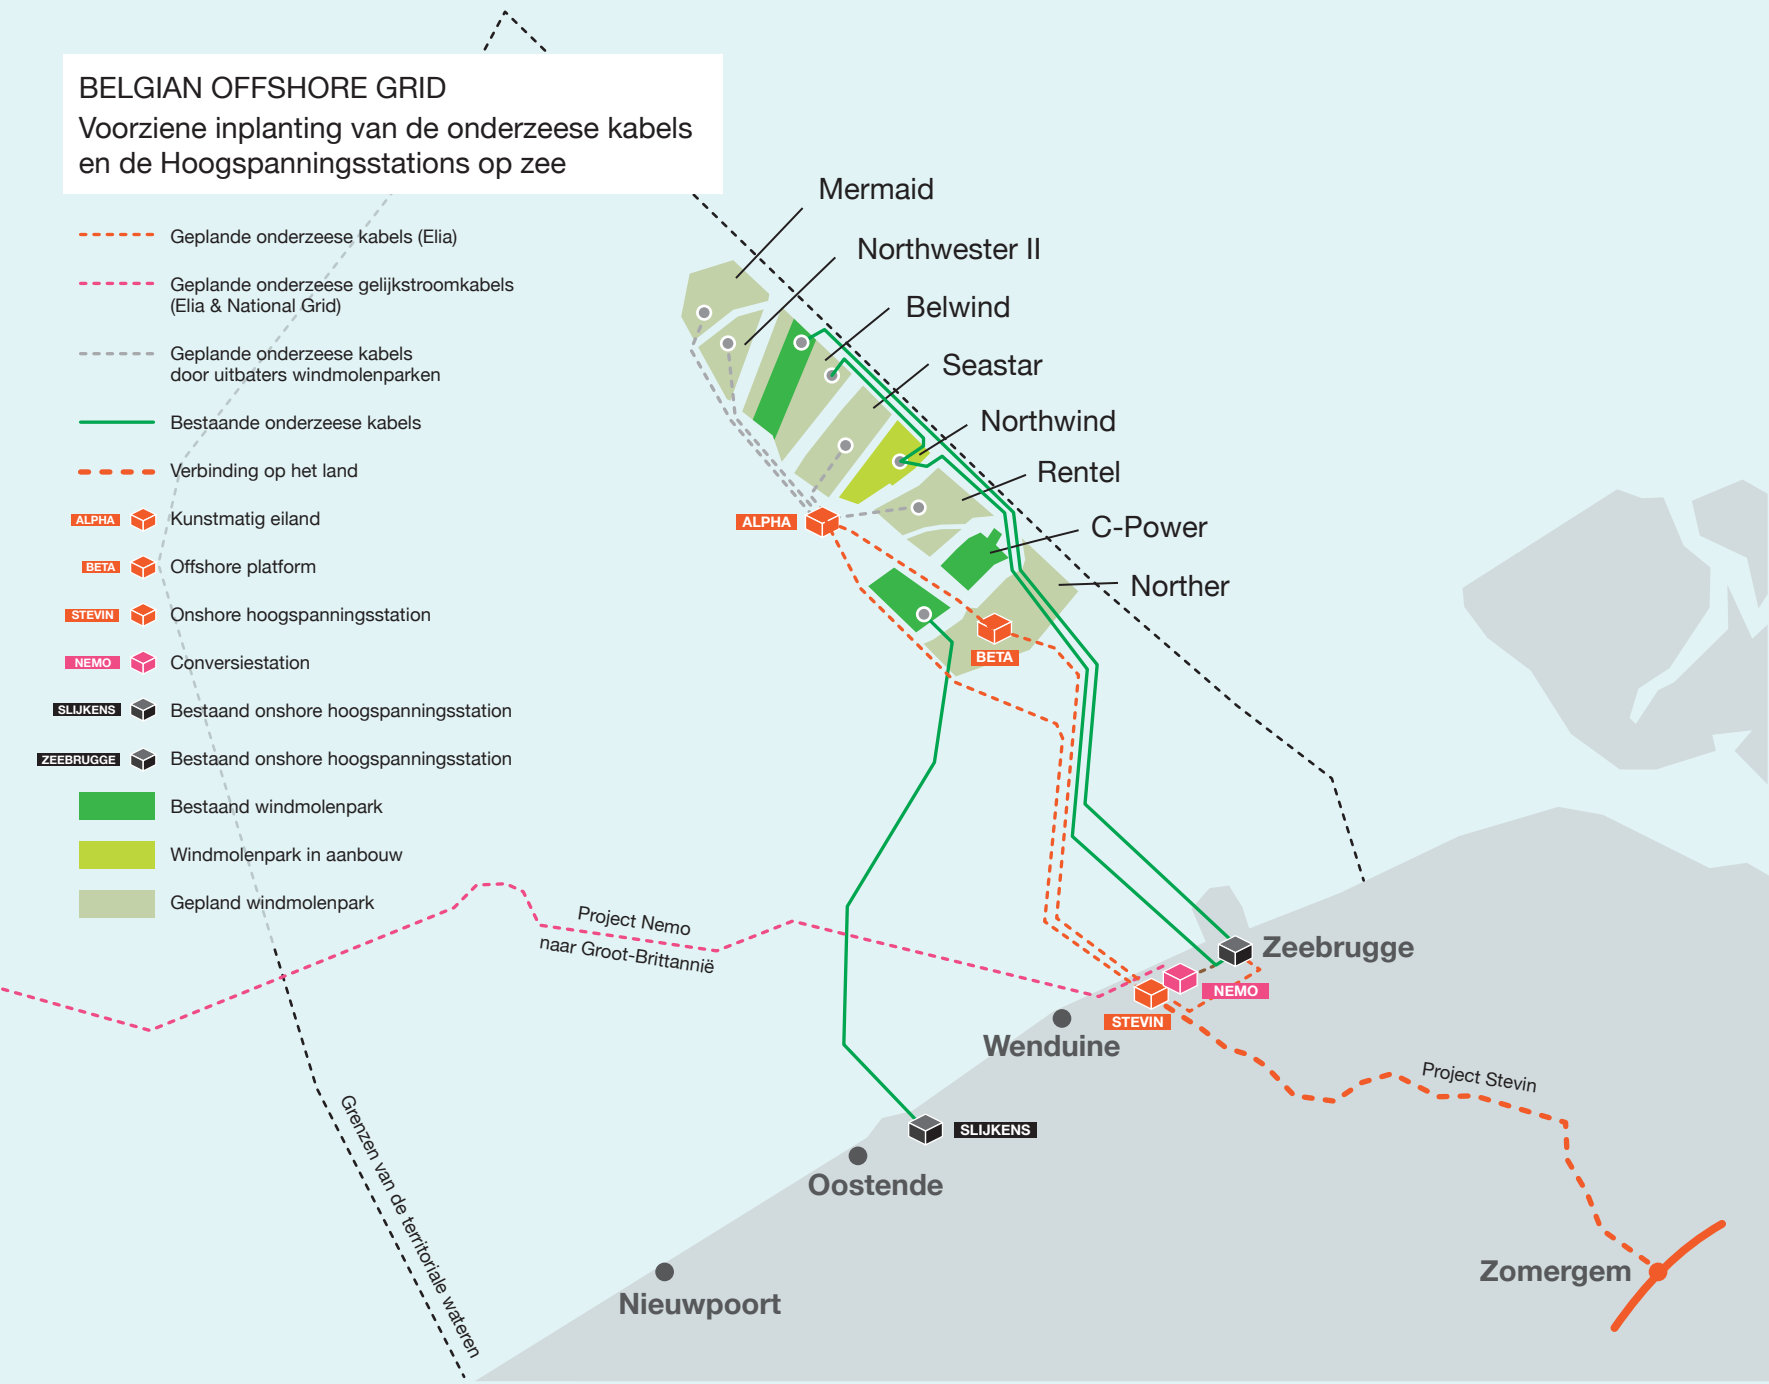 BELGIAN OFFSHORE GRID
Voorziene inplanting van de onderzeese kabels
en de Hoogspanningsstations op zee
Geplande onderzeese kabels (Elia)
Geplande onderzeese gelijkstroomkabels
(Elia & National Grid)
Geplande onderzeese kabels
door uitbaters windmolenparken
Bestaande onderzeese kabels
Verbinding op het land
ALPHA Kunstmatig eiland
BETA Offshore platform
STEVIN Onshore hoogspanningsstation
NEMO Conversiestation
SLIJKENS Bestaand onshore hoogspanningsstation
ZEEBRUGGE Bestaand onshore hoogspanningsstation
Bestaand windmolenpark
Windmolenpark in aanbouw
Gepland windmolenpark
Mermaid
Northwester II
Belwind
Seastar
Northwind
Rentel
C-Power
Norther
ALPHA
BETA
Project Nemo
naar Groot-Brittannië
Zeebrugge
NEMO
STEVIN
Wenduine
Project Stevin
SLIJKENS
Oostende
Grenzen van de territoriale wateren
Zomergem
Nieuwpoort